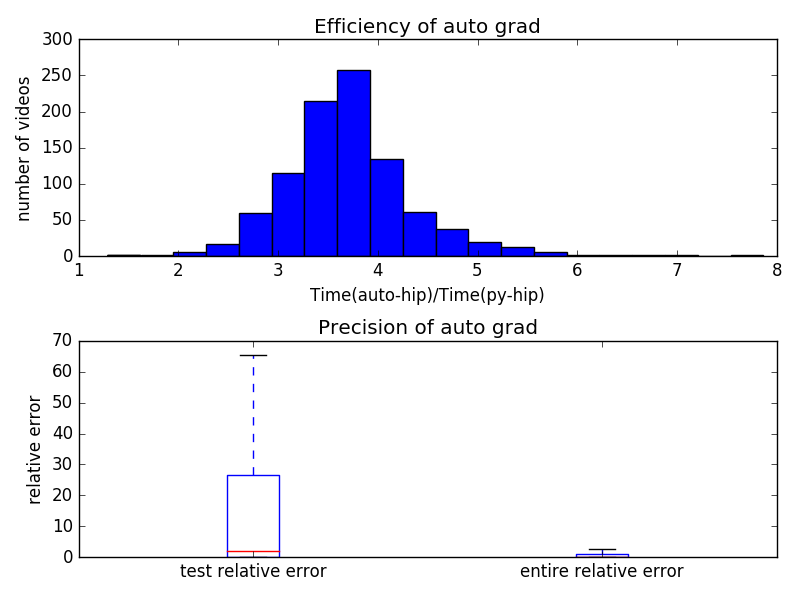 Efficiency of auto grad
300
250
200
150
100
50
0
number of videos
1 2 3 4 5 6 7 8
Time(auto-hip)/Time(py-hip)
Precision of auto grad
70
60
50
40
30
20
10
0
relative error
test relative error entire relative error